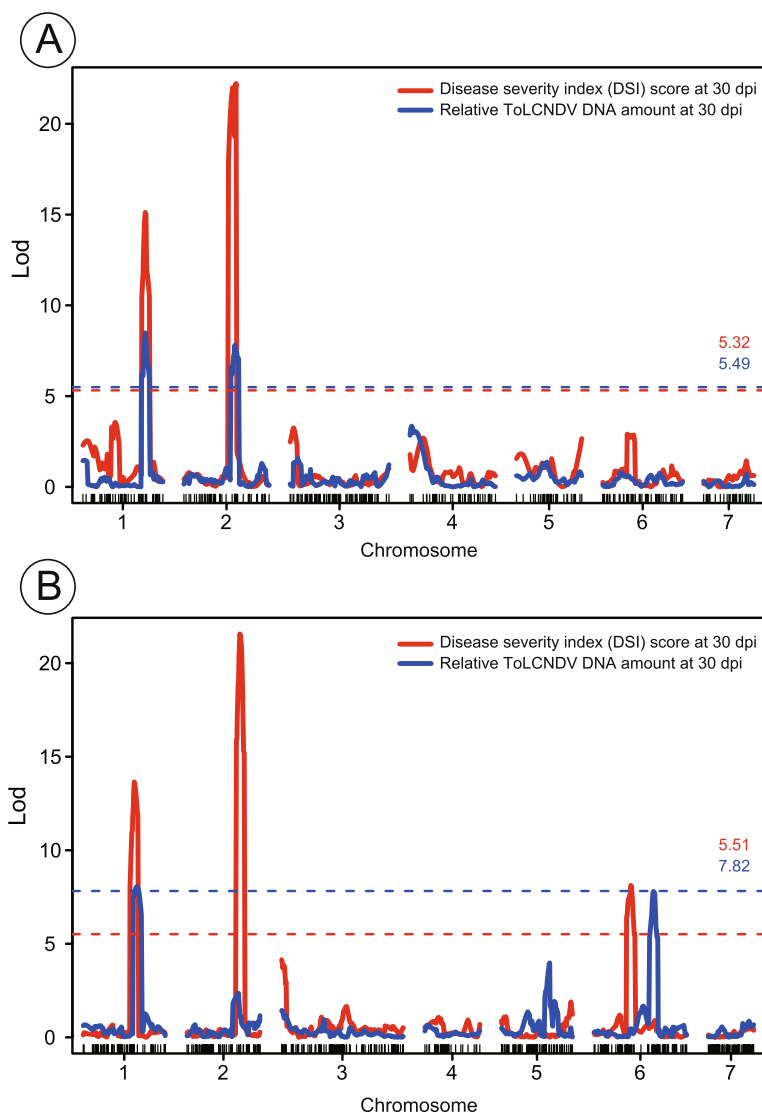 A
Disease severity index (DSI) score at 30 dpi
Relative ToLCNDV DNA amount at 30 dpi
20
15
10
5
0
Lod
5.32
5.49
1 2 3 4 5 6 7
Chromosome
B
Disease severity index (DSI) score at 30 dpi
Relative ToLCNDV DNA amount at 30 dpi
20
15
10
5
0
Lod
5.51
7.82
1 2 3 4 5 6 7
Chromosome